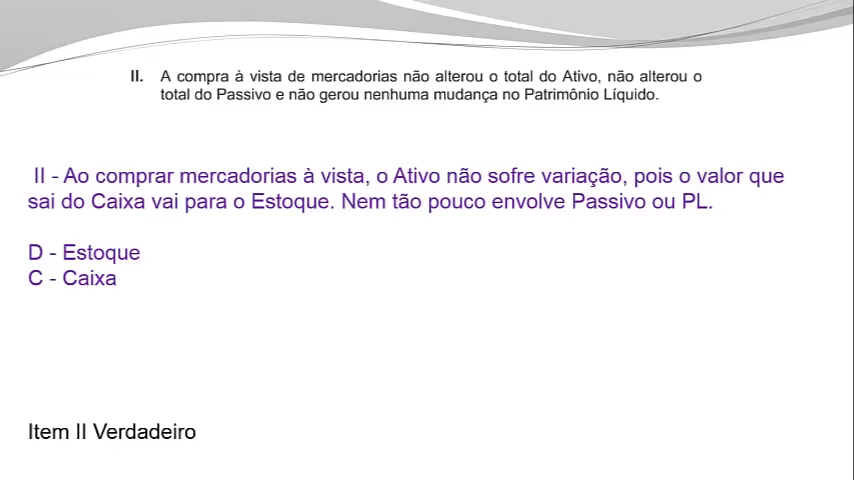 II. A compra à vista de mercadorias não alterou o total do Ativo, não alterou o
total do Passivo e não gerou nenhuma mudança no Patrimônio Líquido.
II - Ao comprar mercadorias à vista, o Ativo não sofre variação, pois o valor que
sai do Caixa vai para o Estoque. Nem tão pouco envolve Passivo ou PL.
D - Estoque
C - Caixa
Item II Verdadeiro